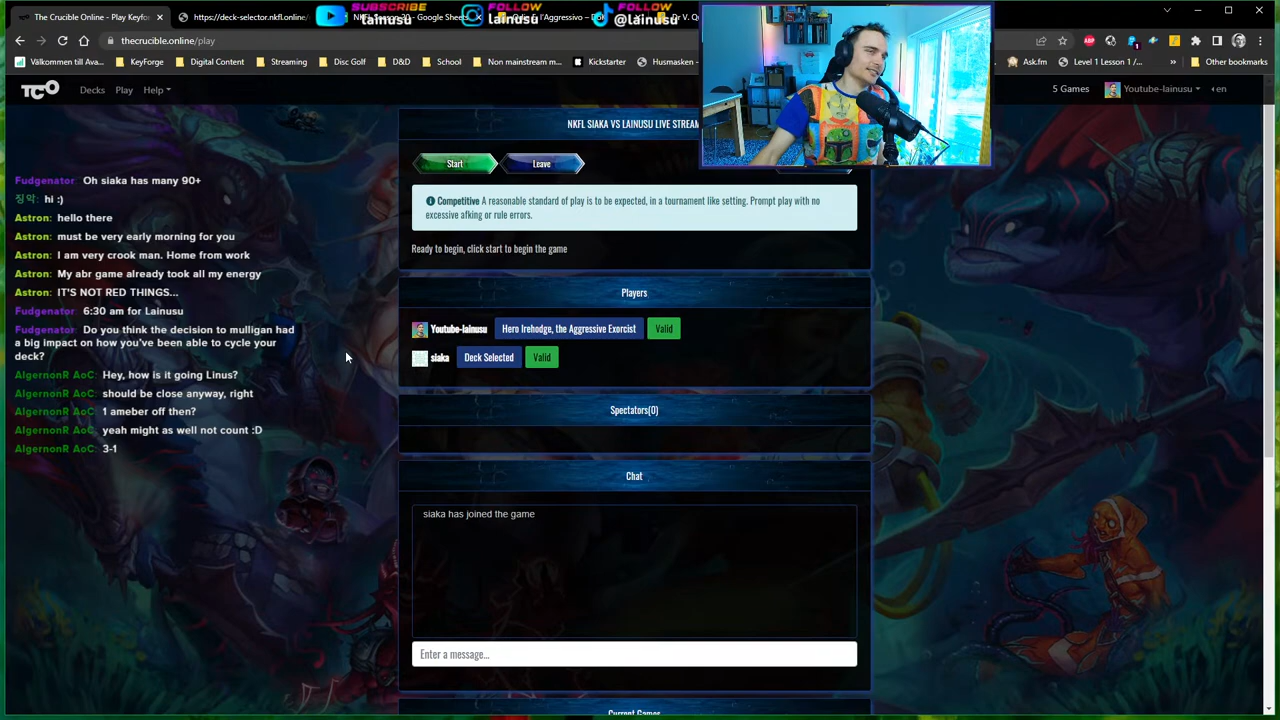 The Crucible Online - Play Keyfo
https://deck-selector.nkfl.online/
Google Sheets
SUBSCRIBE
lainusu
FOLLOW
lainusu
FOLLOW
@lainusu
thecrucible.online/play
Välkommen till Ava...
KeyForge
Digital Content
Streaming
Disc Golf
D&D
School
Non mainstream m...
Kickstarter
Husmasken -
Ask.fm
Level 1 Lesson 1 /...
Other bookmarks
TCO
Decks
Play
Help
5 Games
Youtube-lainusu
en
NKFL SIAKA VS LAINUSU LIVE STREAM
Start
Leave
Competitive A reasonable standard of play is to be expected, in a tournament like setting. Prompt play with no
excessive afking or rule errors.
Ready to begin, click start to begin the game
Players
Youtube-lainusu
Hero Irehodge, the Aggressive Exorcist
Valid
siaka
Deck Selected
Valid
Spectators(0)
Chat
siaka has joined the game
Enter a message...
Current Games
Fudgenator: Oh siaka has many 90+
징악: hi :)
Astron: hello there
Astron: must be very early morning for you
Astron: I am very crook man. Home from work
Astron: My abr game already took all my energy
Astron: IT'S NOT RED THINGS...
Fudgenator: 6:30 am for Lainusu
Fudgenator: Do you think the decision to mulligan had
a big impact on how you've been able to cycle your
deck?
AlgernonR AoC: Hey, how is it going Linus?
AlgernonR AoC: should be close anyway, right
AlgernonR AoC: 1 ameber off then?
AlgernonR AoC: yeah might as well not count :D
AlgernonR AoC: 3-1